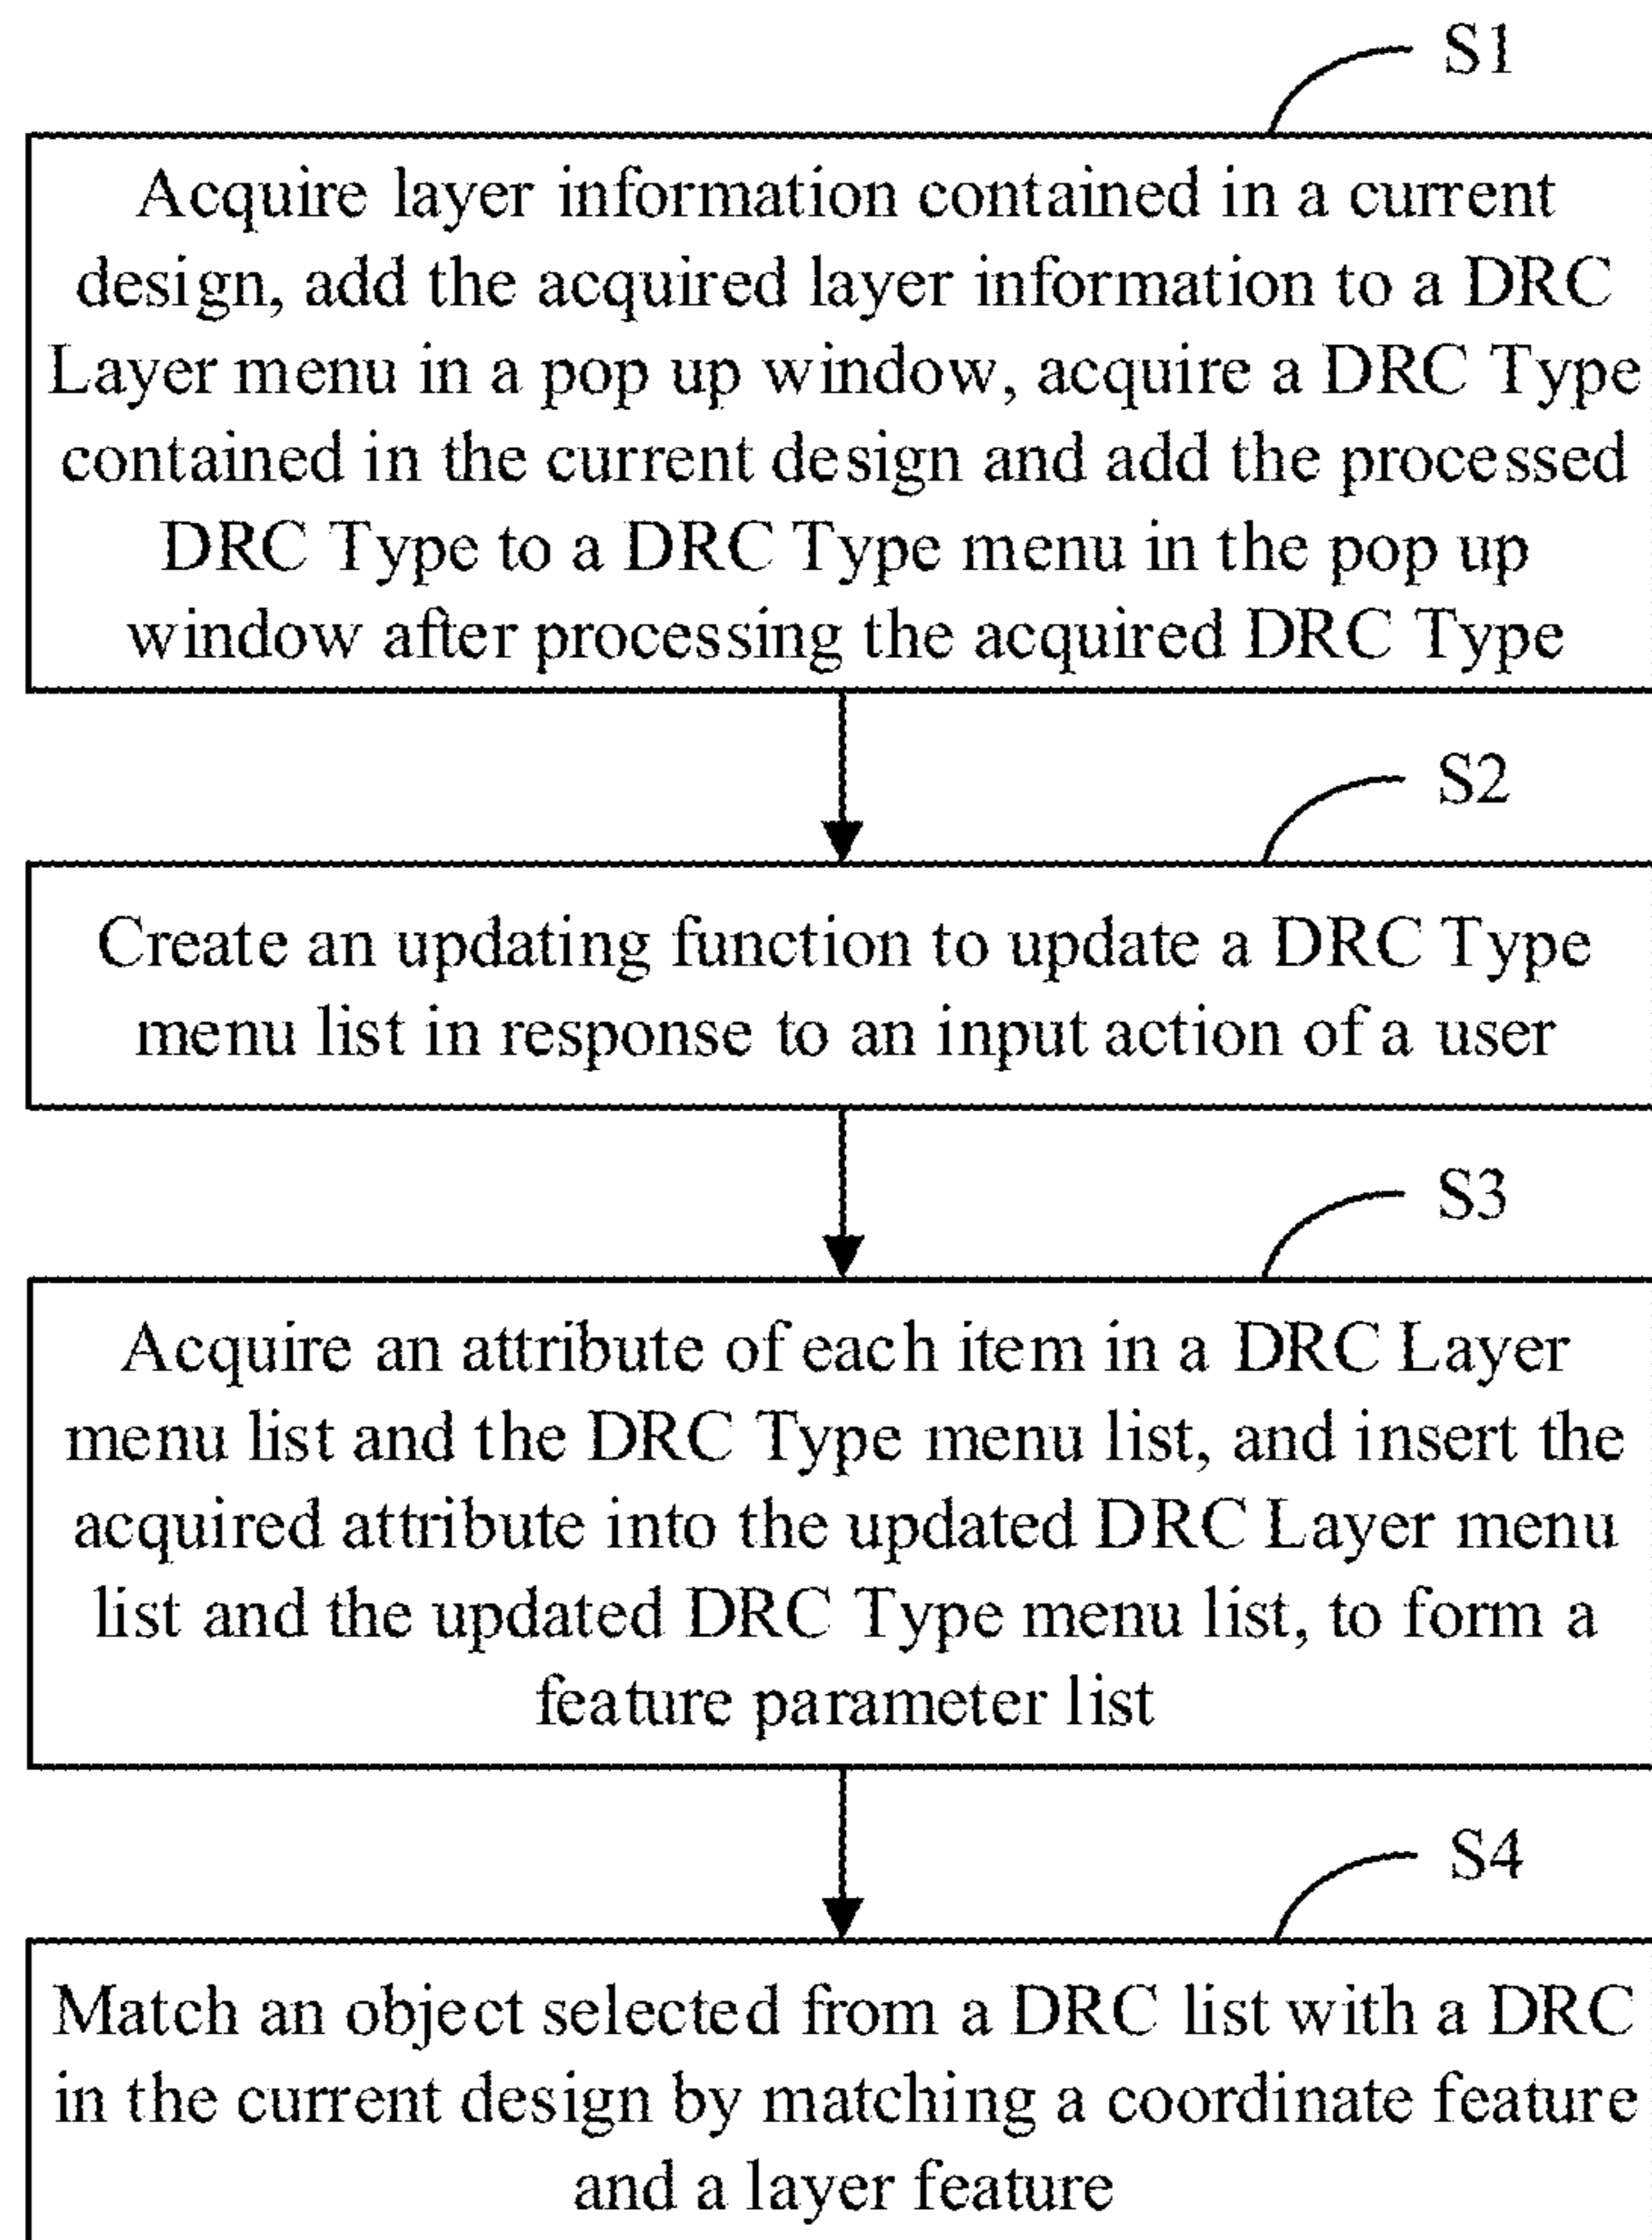 S1
Acquire layer information contained in a current
design, add the acquired layer information to a DRC
Layer menu in a pop up window, acquire a DRC Type
contained in the current design and add the processed
DRC Type to a DRC Type menu in the pop up
window after processing the acquired DRC Type
S2
Create an updating function to update a DRC Type
menu list in response to an input action of a user
S3
Acquire an attribute of each item in a DRC Layer
menu list and the DRC Type menu list, and insert the
acquired attribute into the updated DRC Layer menu
list and the updated DRC Type menu list, to form a
feature parameter list
S4
Match an object selected from a DRC list with a DRC
in the current design by matching a coordinate feature
and a layer feature